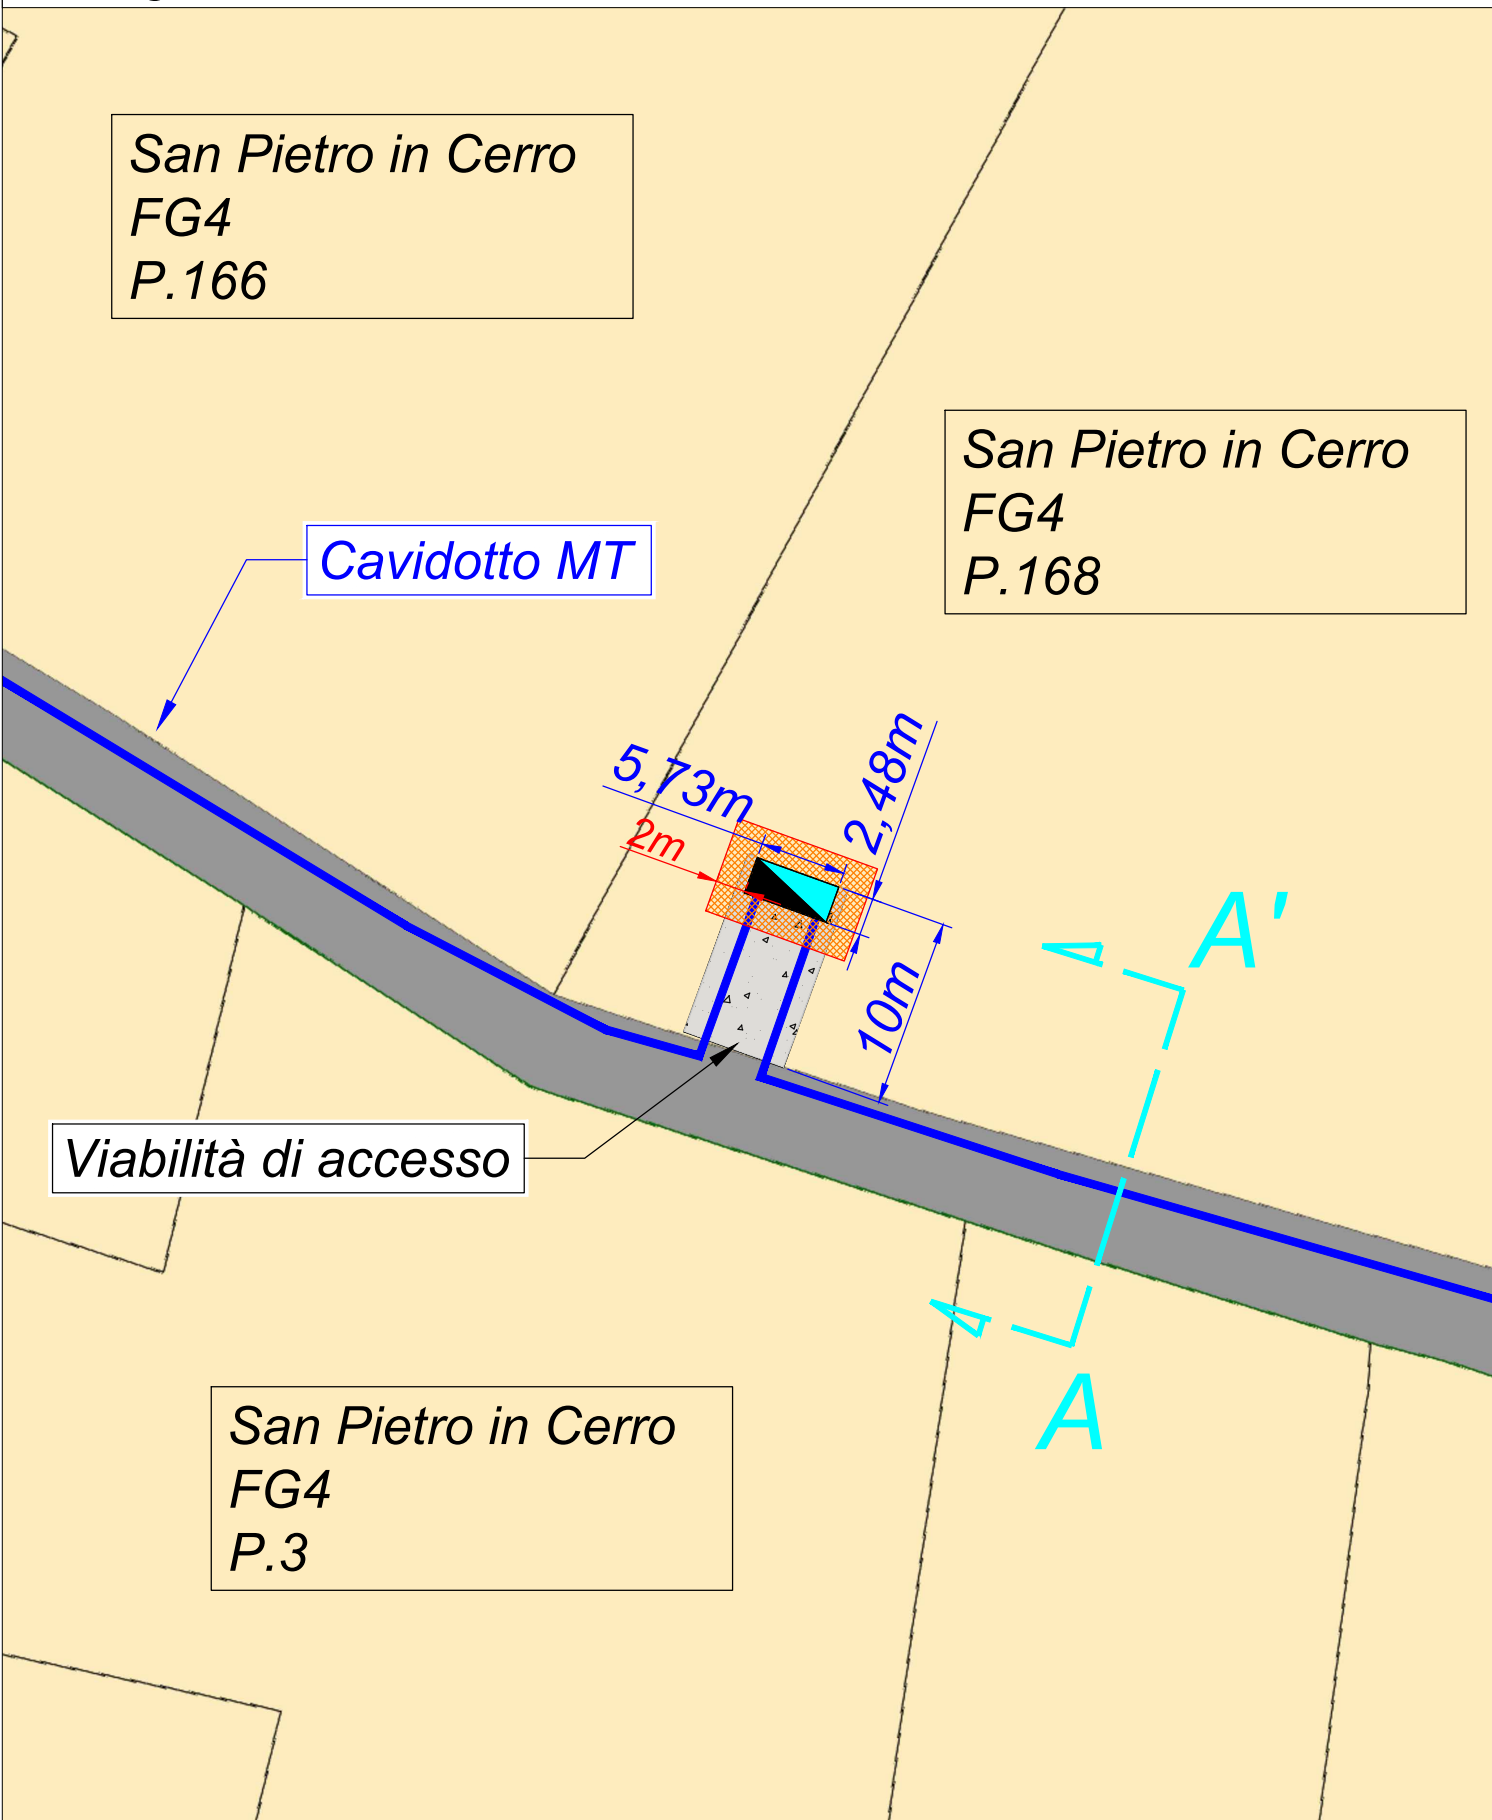 San Pietro in Cerro
FG4
P.166
San Pietro in Cerro
FG4
P.168
Cavidotto MT
5,73m
2,48m
2m
10m
A'
Viabilità di accesso
A
San Pietro in Cerro
FG4
P.3